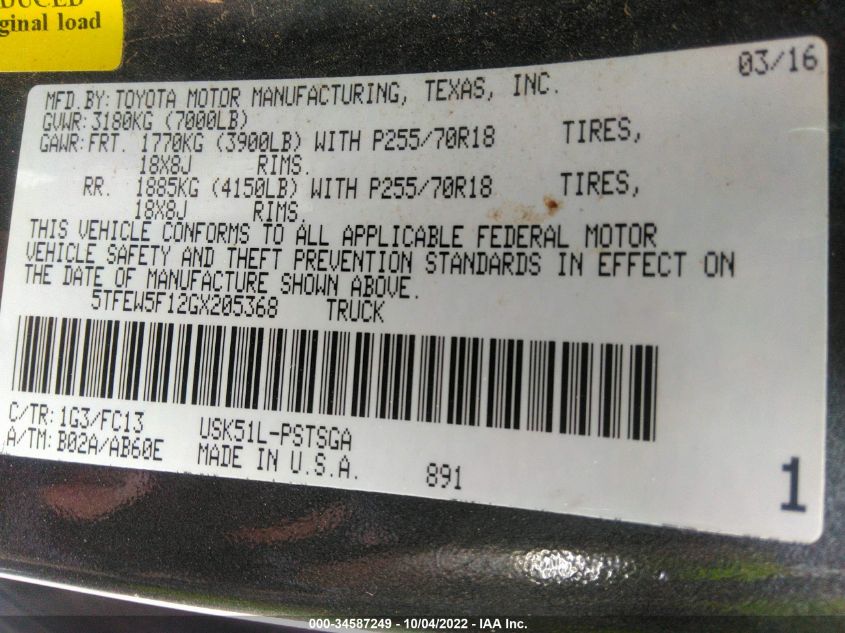 DUCED
ginal load
03/16
MFD.BY: TOYOTA MOTOR MANUFACTURING, TEXAS, INC.
GVWR: 3180KG (7000LB)
GAWR: FRT. 1770KG (3900LB) WITH P255/70R18 TIRES,
18X8J RIMS.
RR. 1885KG (4150LB) WITH P255/70R18 TIRES,
18X8J RIMS.
THIS VEHICLE CONFORMS TO ALL APPLICABLE FEDERAL MOTOR
VEHICLE SAFETY AND THEFT PREVENTION STANDARDS IN EFFECT ON
THE DATE OF MANUFACTURE SHOWN ABOVE.
5TFEW5F12GX205368 TRUCK
C/TR: 1G3/FC13 USK51L-PSTSGA
A/TM: B02A/AB60E MADE IN U.S.A. 891
1
000-34587249 - 10/04/2022 - IAA Inc.